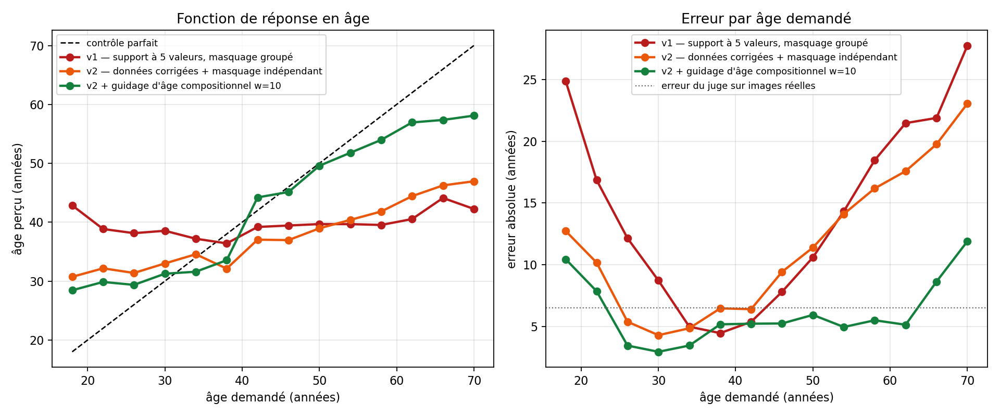 Fonction de réponse en âge
contrôle parfait
v1 — support à 5 valeurs, masquage groupé
v2 — données corrigées + masquage indépendant
v2 + guidage d'âge compositionnel w=10
70
60
50
40
30
20
âge perçu (années)
20 30 40 50 60 70
âge demandé (années)
Erreur par âge demandé
v1 — support à 5 valeurs, masquage groupé
v2 — données corrigées + masquage indépendant
v2 + guidage d'âge compositionnel w=10
erreur du juge sur images réelles
25
20
15
10
5
erreur absolue (années)
20 30 40 50 60 70
âge demandé (années)